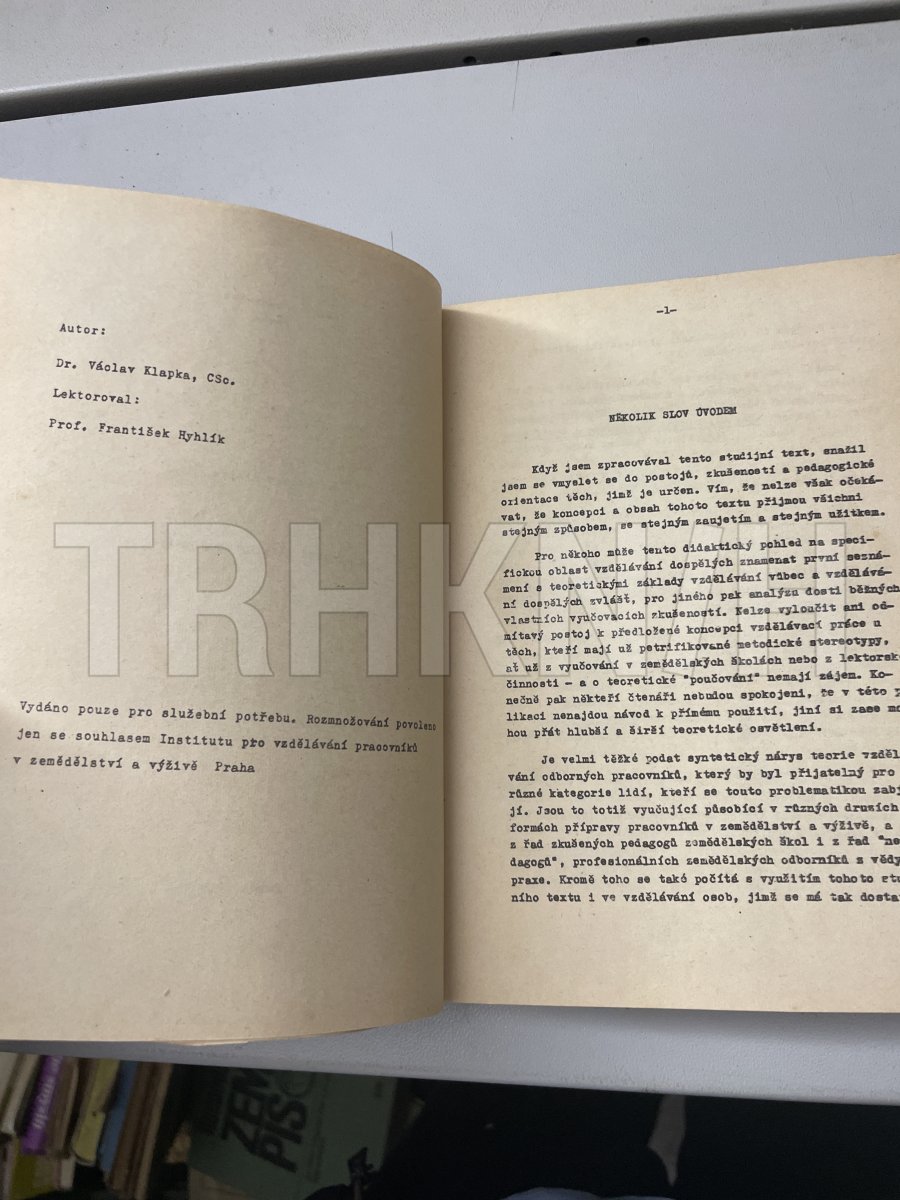 Autor:
Dr. Václav Klapka, CSc.
Lektoroval:
Prof. František Hyhlík
Vydáno pouze pro služební potřebu. Rozmnožování povoleno
jen se souhlasem Institutu pro vzdělávání pracovníků
v zemědělství a výživě Praha
-1-
NĚKOLIK SLOV ÚVODEM
Když jsem zpracovával tento studijní text, snažil
jsem se vmyslet se do postojů, zkušeností a pedagogické
orientace těch, jimž je určen. Vím, že nelze však očeká-
vat, že koncepci a obsah tohoto textu přijmou všichni
stejným způsobem, se stejným zaujetím a stejným užitkem.
Pro někoho může tento didaktický pohled na speci-
fickou oblast vzdělávání dospělých znamenat první sezná-
mení s teoretickými základy vzdělávání vůbec a vzdělává-
ní dospělých zvlášť, pro jiného pak analýzu dosti běžných
vlastních vyučovacích zkušeností. Nelze vyloučit ani od-
mítavý postoj k předložené koncepci vzdělávací práce u
těch, kteří mají už petrifikované metodické stereotypy,
ať už z vyučování v zemědělských školách nebo z lektorsk
činnosti - a o teoretické "poučování" nemají zájem. Ko-
nečně pak někteří čtenáři nebudou spokojeni, že v této p
likaci nenajdou návod k přímému použití, jiní si zase mo
hou přát hlubší a širší teoretické osvětlení.
Je velmi těžké podat syntetický nárys teorie vzděl
vání odborných pracovníků, který by byl přijatelný pro
různé kategorie lidí, kteří se touto problematikou zabý
jí. Jsou to totiž vyučující působící v různých druzích
formách přípravy pracovníků v zemědělství a výživě, a
z řad zkušených pedagogů zemědělských škol i z řad "ne
dagogů", profesionálních zemědělských odborníků z vědy
praxe. Kromě toho se také počítá s využitím tohoto stu
ního textu i ve vzdělávání osob, jimž se má tak dosta
TRHKNIH
ZEM
PIS